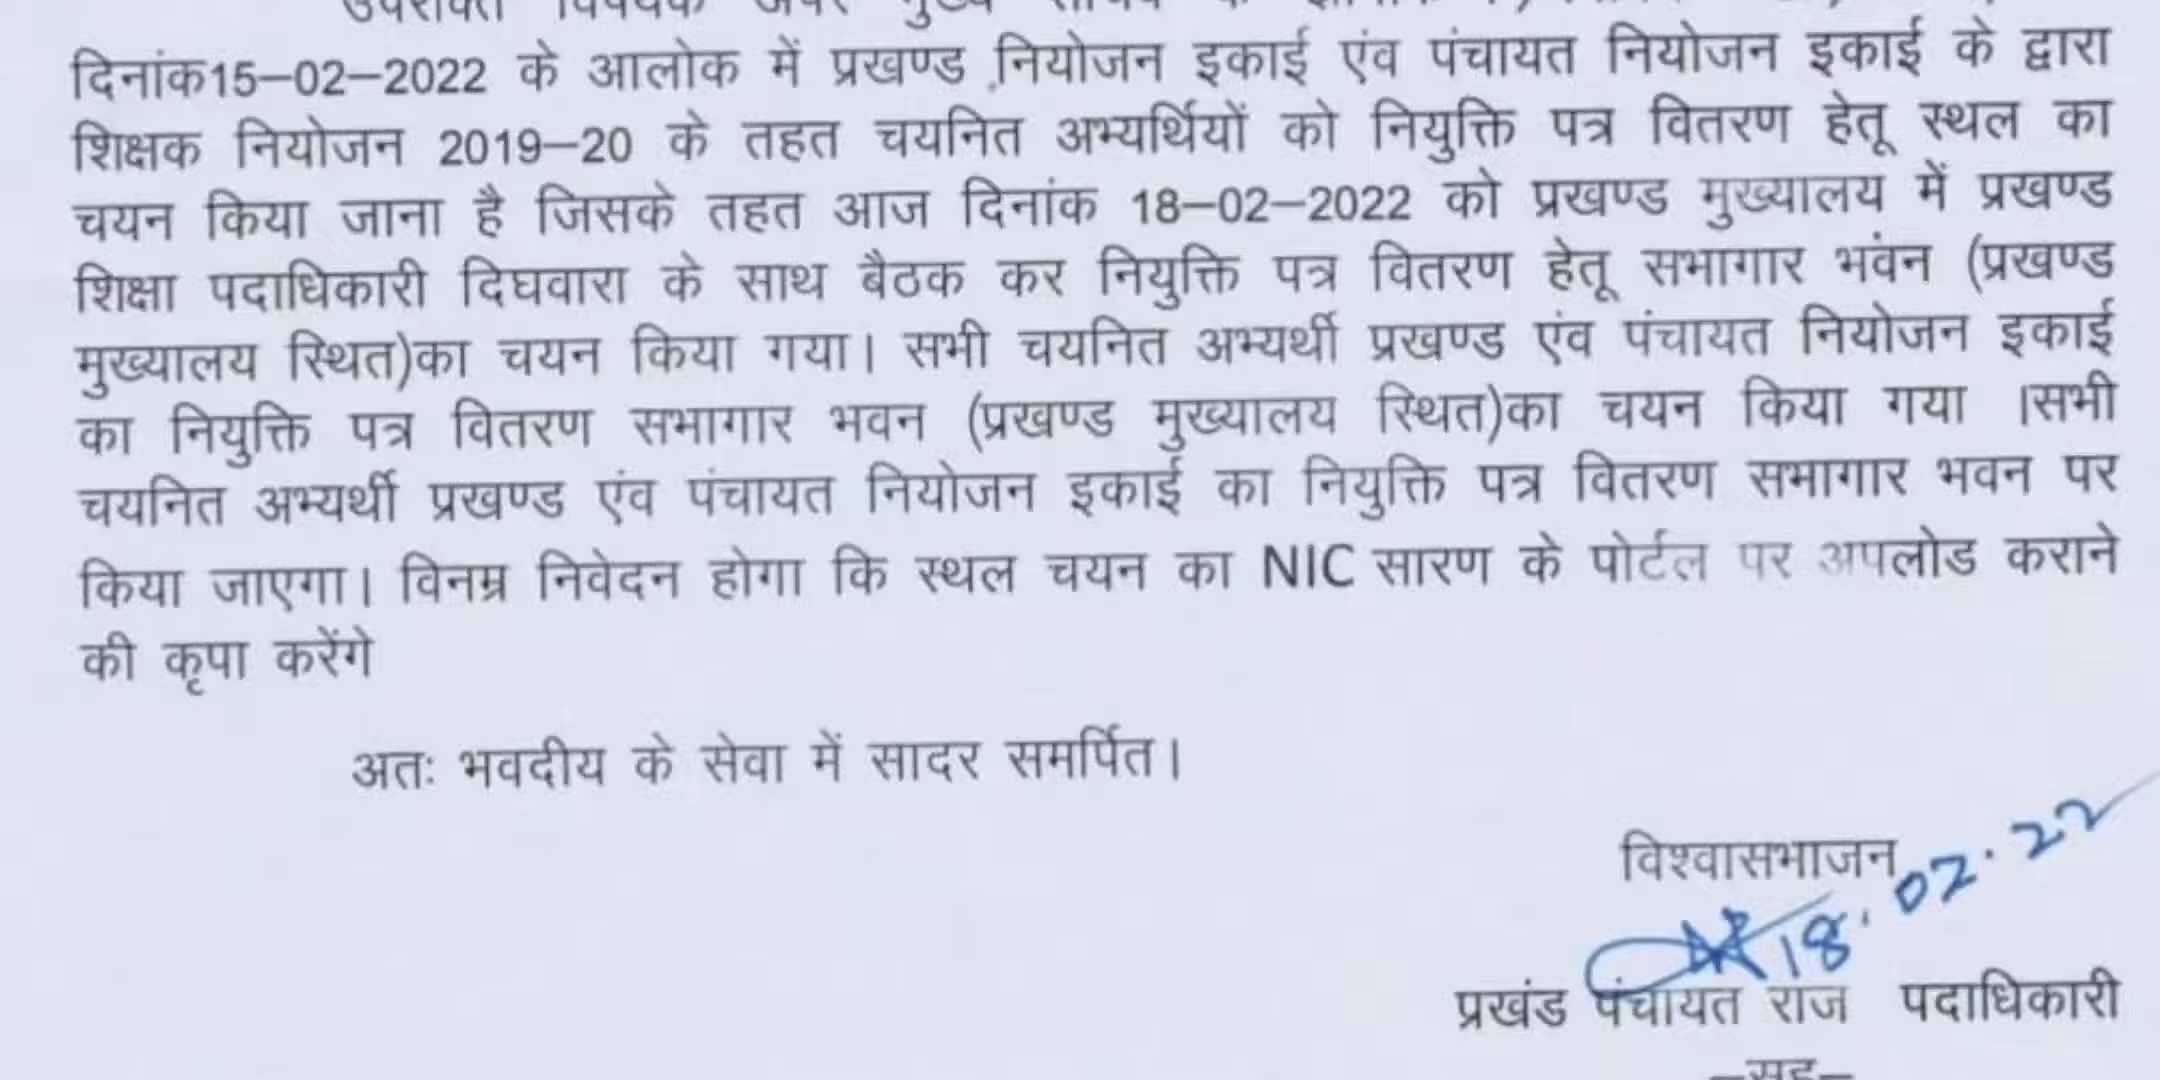 उपरोक्त विषयक अपर मुख्य सचिव के
दिनांक15–02–2022 के आलोक में प्रखण्ड नियोजन इकाई एंव पंचायत नियोजन इकाई के द्वारा
शिक्षक नियोजन 2019–20 के तहत चयनित अभ्यर्थियों को नियुक्ति पत्र वितरण हेतू स्थल का
चयन किया जाना है जिसके तहत आज दिनांक 18–02–2022 को प्रखण्ड मुख्यालय में प्रखण्ड
शिक्षा पदाधिकारी दिघवारा के साथ बैठक कर नियुक्ति पत्र वितरण हेतू सभागार भवंन (प्रखण्ड
मुख्यालय स्थित)का चयन किया गया। सभी चयनित अभ्यर्थी प्रखण्ड एंव पंचायत नियोजन इकाई
का नियुक्ति पत्र वितरण सभागार भवन (प्रखण्ड मुख्यालय स्थित)का चयन किया गया ।सभी
चयनित अभ्यर्थी प्रखण्ड एंव पंचायत नियोजन इकाई का नियुक्ति पत्र वितरण सभागार भवन पर
किया जाएगा। विनम्र निवेदन होगा कि स्थल चयन का NIC सारण के पोर्टल पर अपलोड कराने
की कृपा करेंगे
अतः भवदीय के सेवा में सादर समर्पित।
विश्वासभाजन
18.02.22
प्रखंड पंचायत राज पदाधिकारी
–सह–